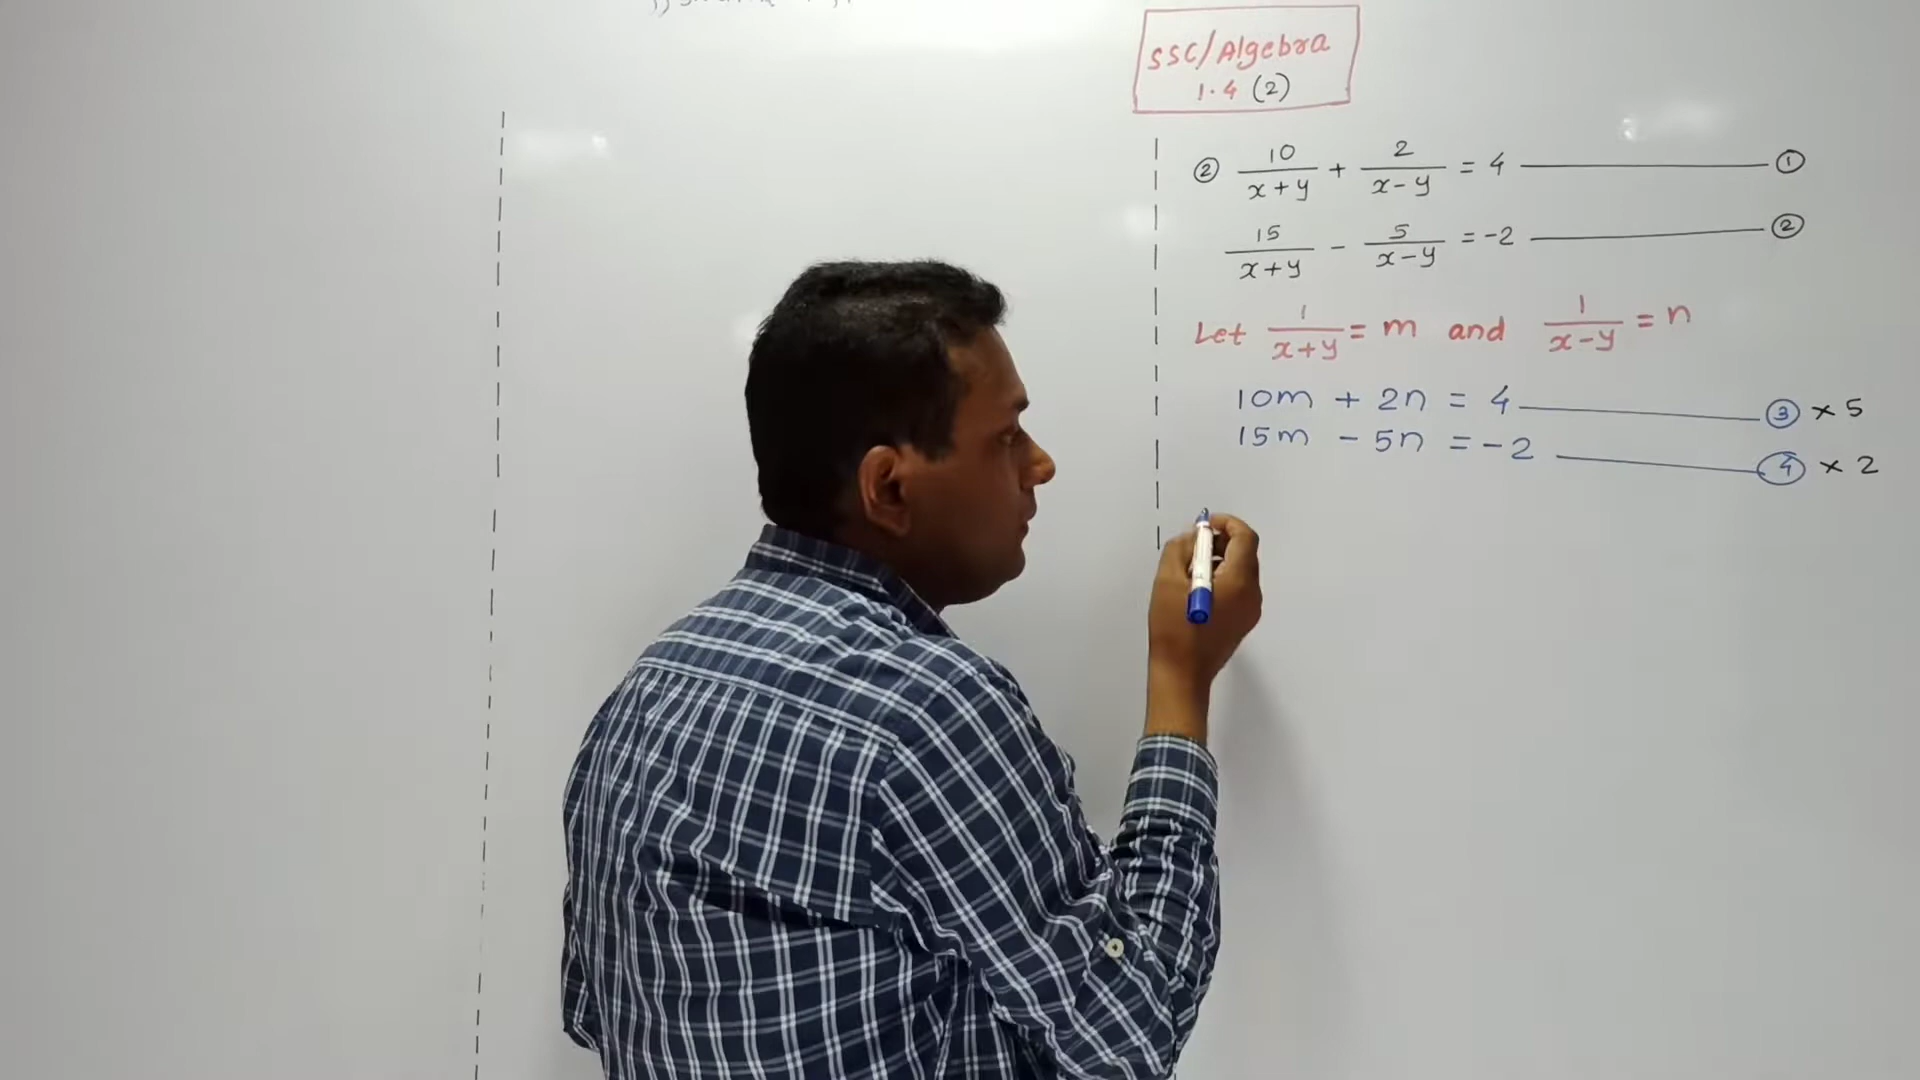 SSC/Algebra
1.4 (2)
② 10/(x+y) + 2/(x-y) = 4 ①
15/(x+y) - 5/(x-y) = -2 ②
Let 1/(x+y) = m and 1/(x-y) = n
10m + 2n = 4 ③ × 5
15m - 5n = -2 ④ × 2